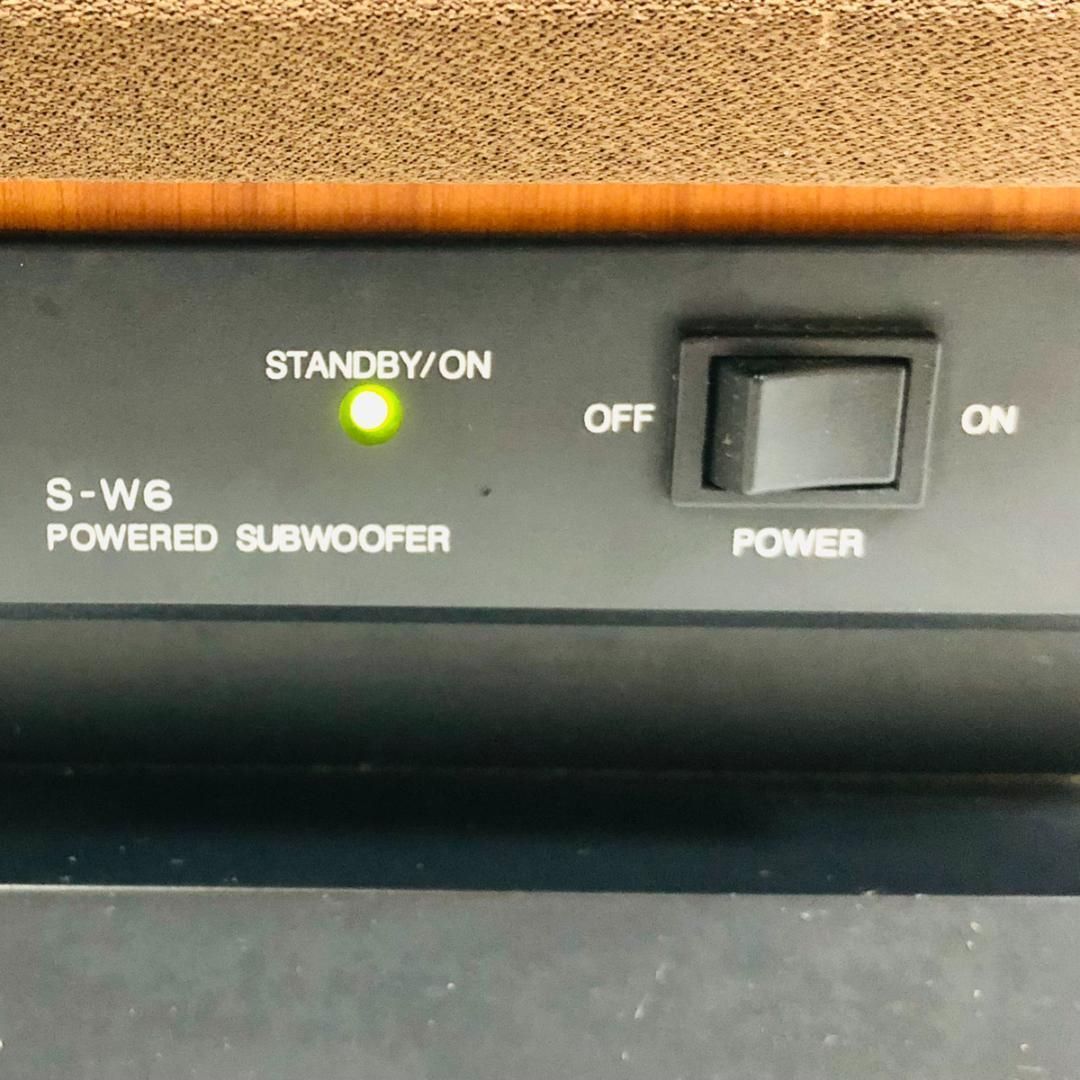 STANDBY/ON
OFF
ON
S-W6
POWERED SUBWOOFER
POWER